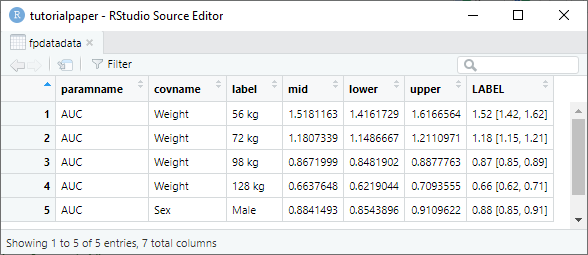 R tutorialpaper - RStudio Source Editor
fpdatadata
Filter
paramname covname label mid lower upper LABEL
1 AUC Weight 56 kg 1.5181163 1.4161729 1.6166564 1.52 [1.42, 1.62]
2 AUC Weight 72 kg 1.1807339 1.1486667 1.2110971 1.18 [1.15, 1.21]
3 AUC Weight 98 kg 0.8671999 0.8481902 0.8877763 0.87 [0.85, 0.89]
4 AUC Weight 128 kg 0.6637648 0.6219044 0.7093555 0.66 [0.62, 0.71]
5 AUC Sex Male 0.8841493 0.8543896 0.9109622 0.88 [0.85, 0.91]
Showing 1 to 5 of 5 entries, 7 total columns